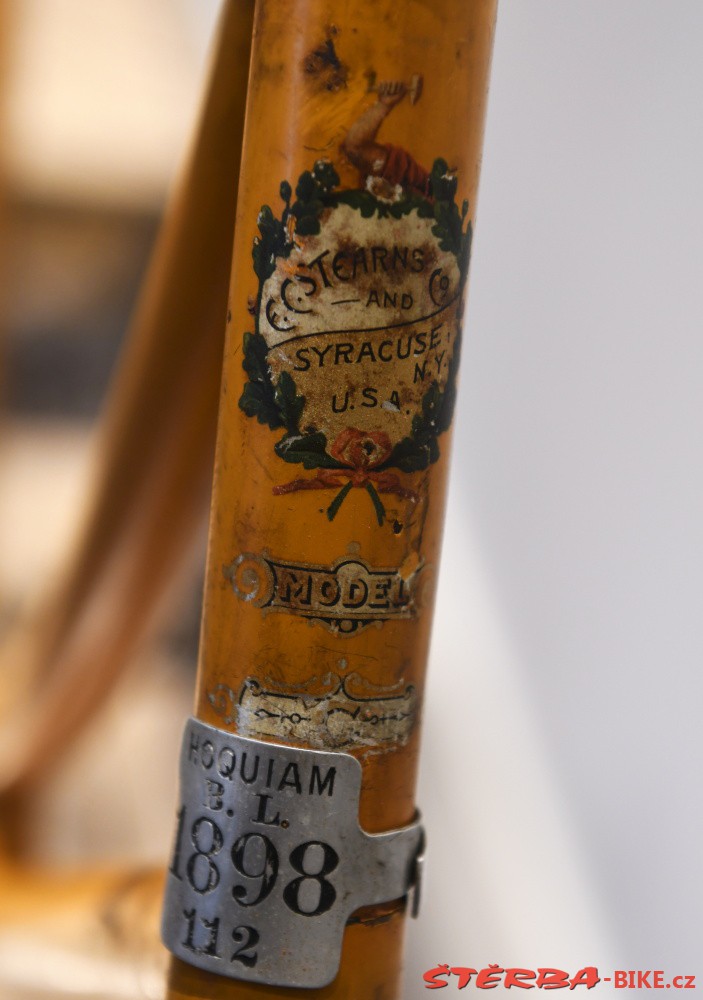 E.C. STEARNS
AND Co
SYRACUSE.
N.Y.
U.S.A.
MODEL
HOQUIAM
B. L.
1898
112
ŠTĚRBA-BIKE.cz